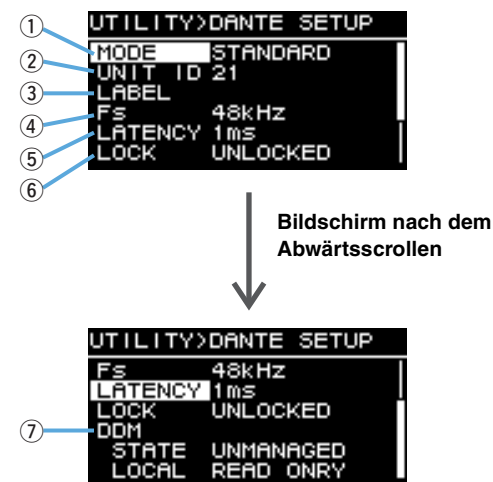 UTILITY>DANTE SETUP
① MODE STANDARD
② UNIT ID 21
③ LABEL
④ Fs 48kHz
⑤ LATENCY 1ms
⑥ LOCK UNLOCKED
Bildschirm nach dem
Abwärtsscrollen
UTILITY>DANTE SETUP
Fs 48kHz
LATENCY 1ms
LOCK UNLOCKED
⑦ DDM
STATE UNMANAGED
LOCAL READ ONRY